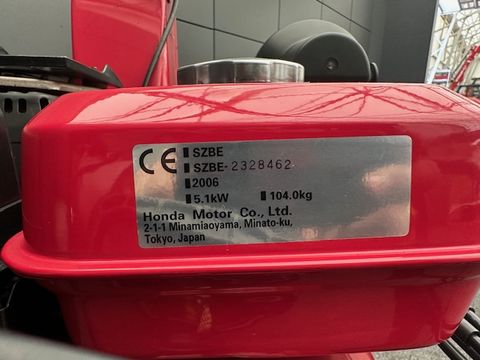 CE SZBE
SZBE-2328462
2006
5.1kW 104.0kg
Honda Motor Co., Ltd.
2-1-1 Minamiaoyama, Minato-ku,
Tokyo, Japan